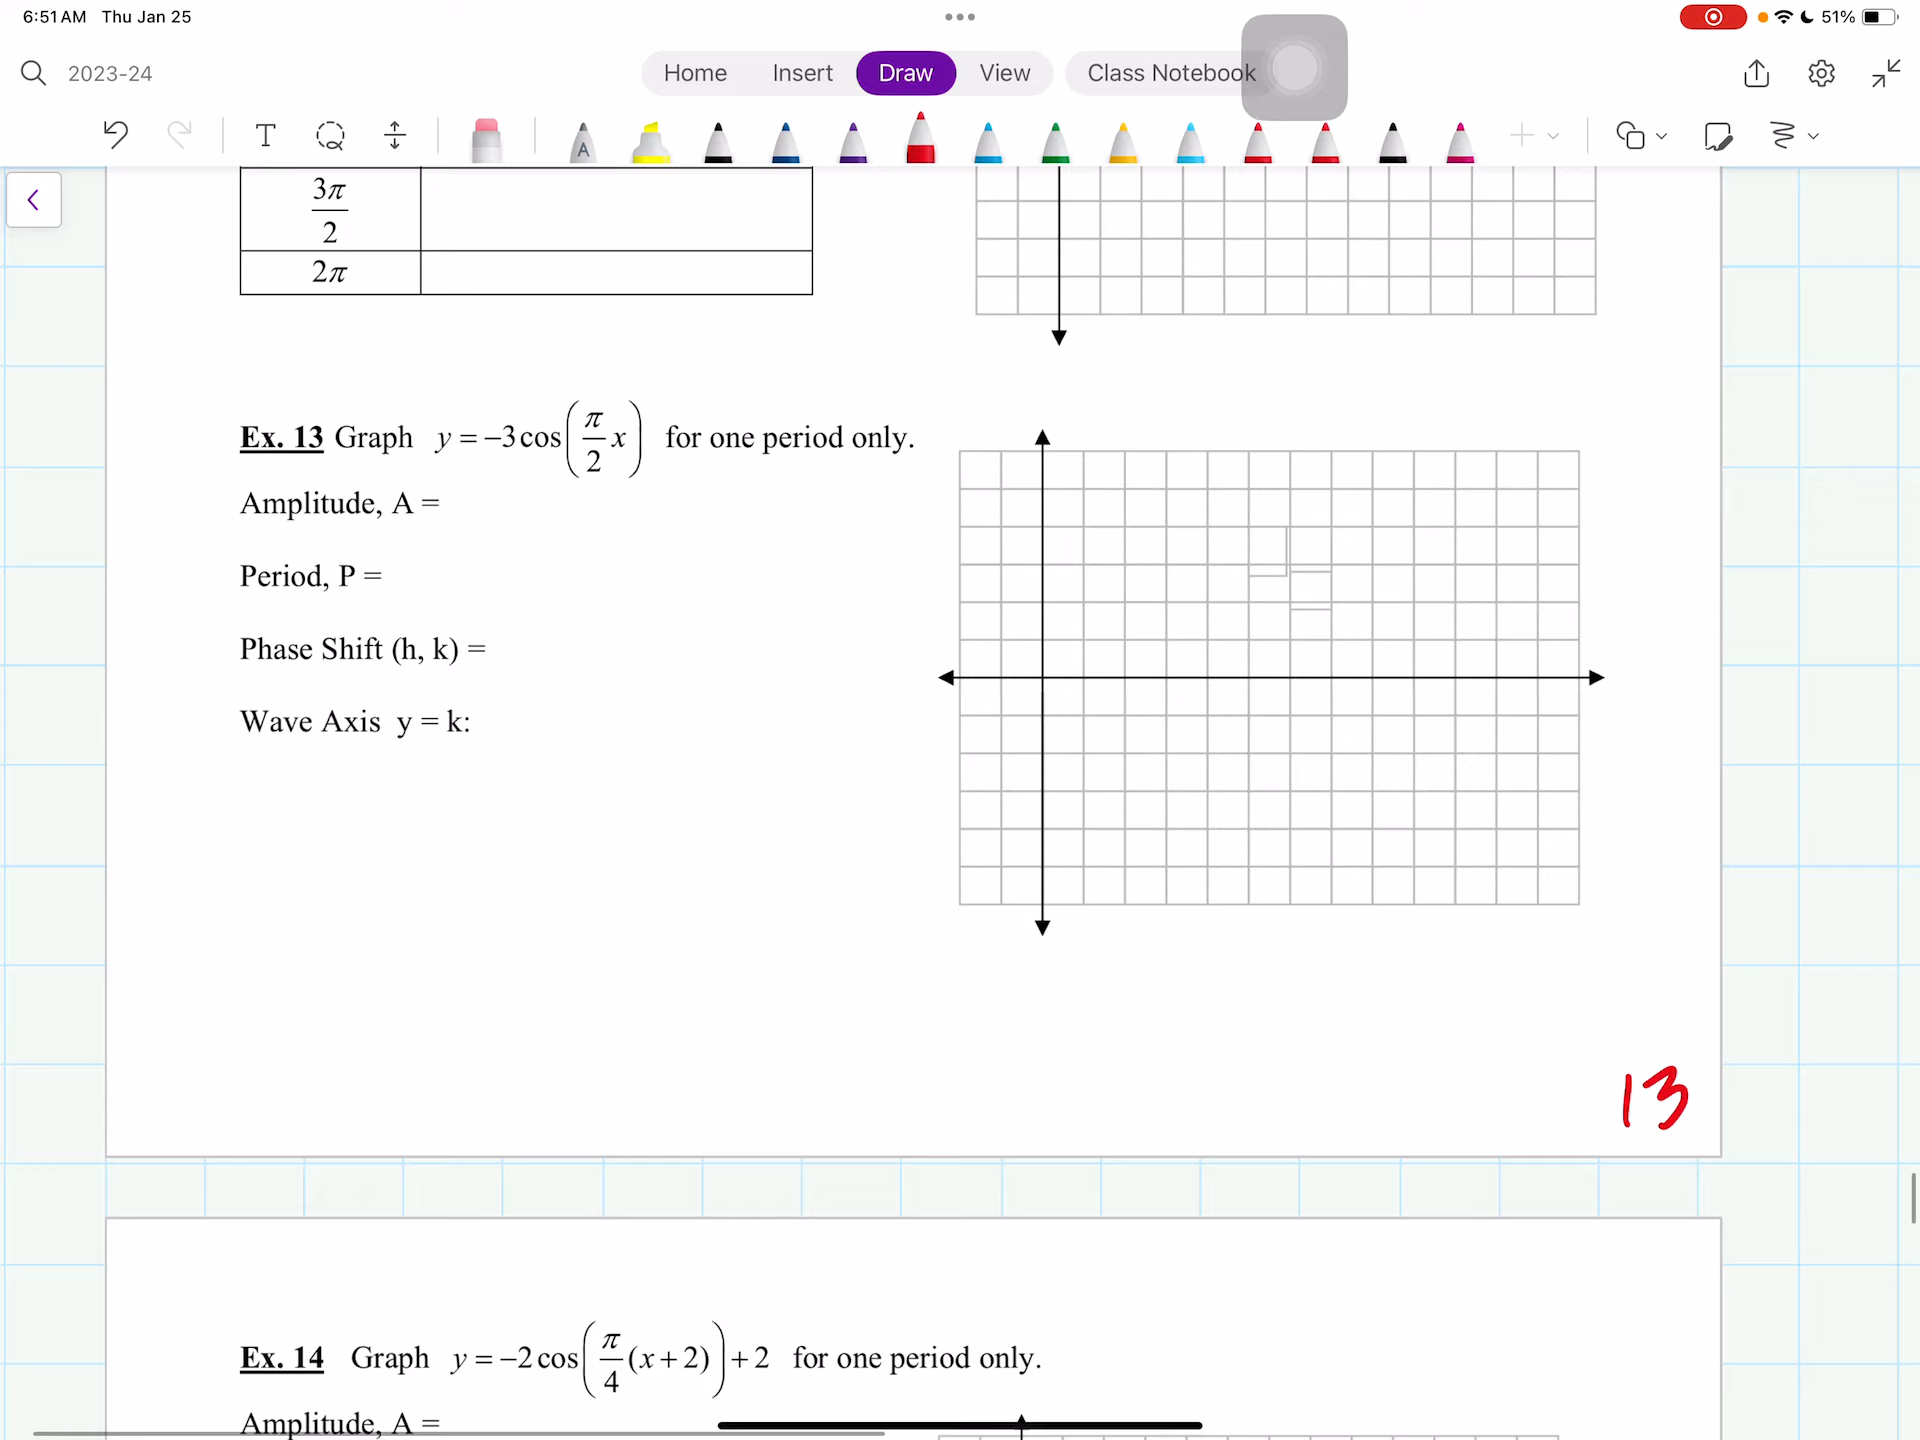 6:51 AM Thu Jan 25
51%
2023-24
Home Insert Draw View Class Notebook
T
A
3π/2
2π
Ex. 13 Graph y = −3cos(π/2 x) for one period only.
Amplitude, A =
Period, P =
Phase Shift (h, k) =
Wave Axis y = k:
13
Ex. 14 Graph y = −2cos(π/4 (x+2)) + 2 for one period only.
Amplitude, A =